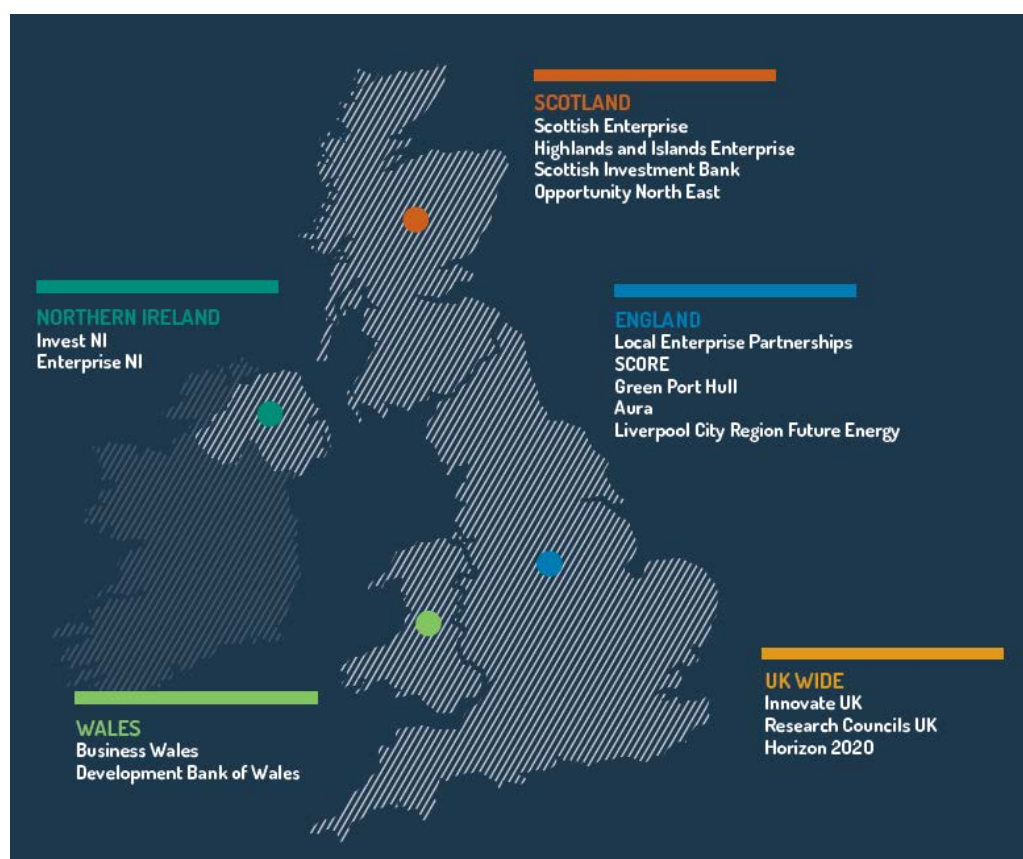 SCOTLAND
Scottish Enterprise
Highlands and Islands Enterprise
Scottish Investment Bank
Opportunity North East
NORTHERN IRELAND
Invest NI
Enterprise NI
ENGLAND
Local Enterprise Partnerships
SCORE
Green Port Hull
Aura
Liverpool City Region Future Energy
WALES
Business Wales
Development Bank of Wales
UK WIDE
Innovate UK
Research Councils UK
Horizon 2020